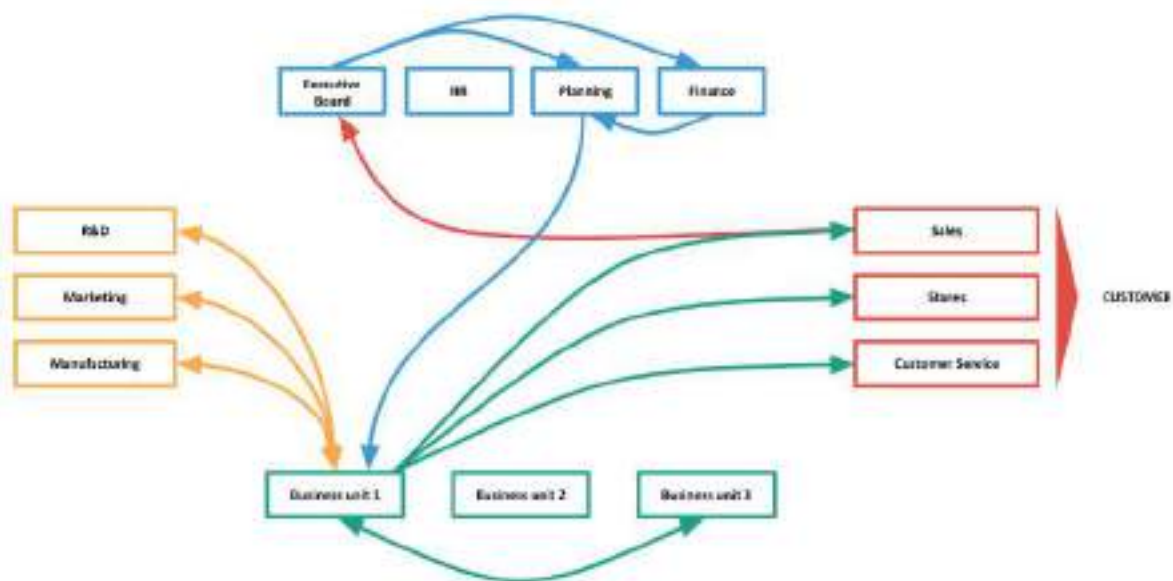 Executive
Board
HR
Planning
Finance
R&D
Marketing
Manufacturing
Sales
Stores
Customer Service
CUSTOMER
Business unit 1
Business unit 2
Business unit 3